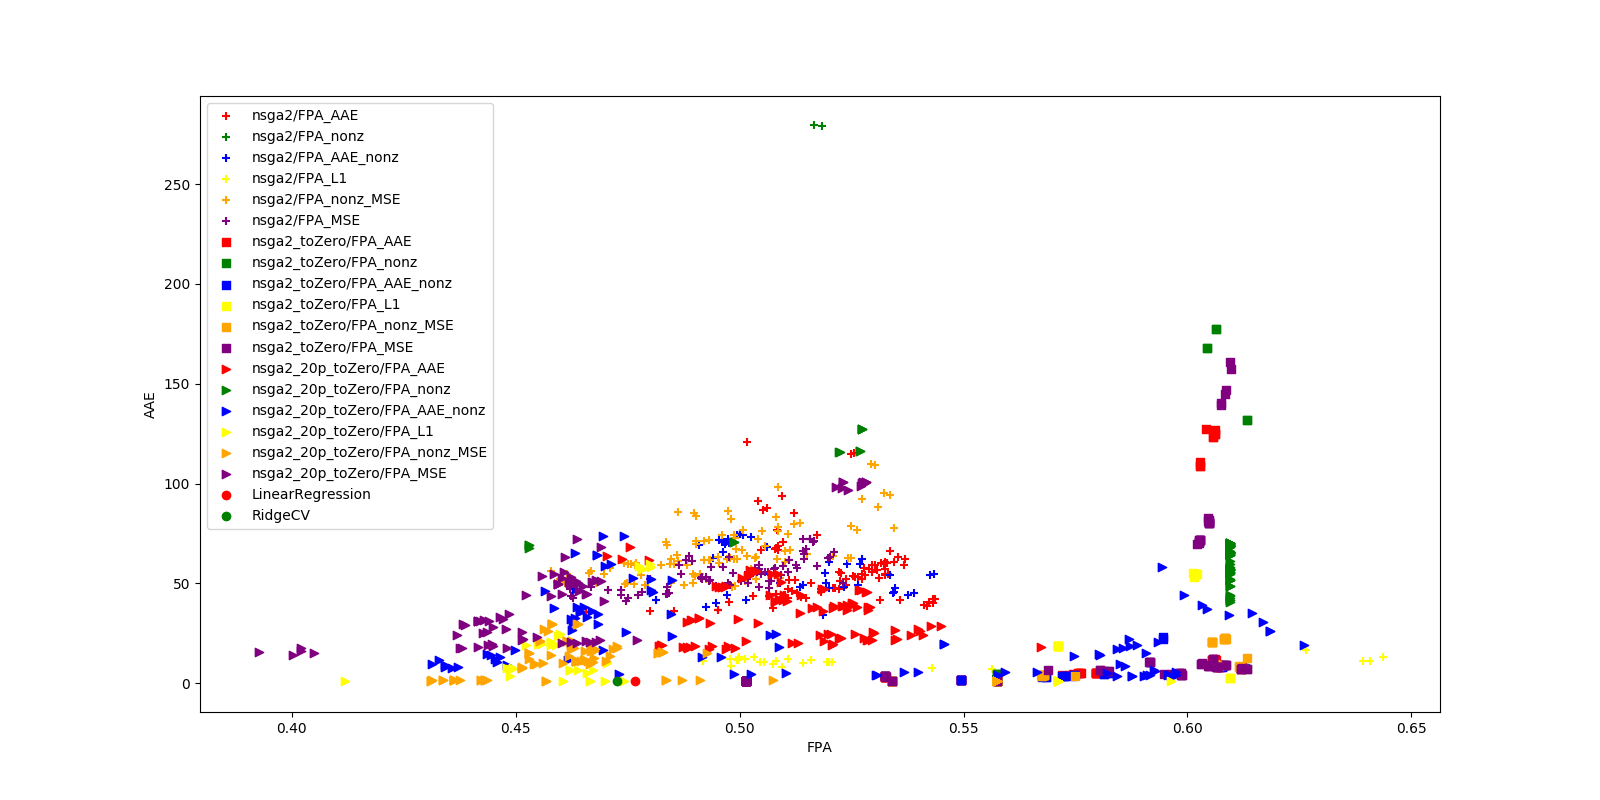 nsga2/FPA_AAE
nsga2/FPA_nonz
nsga2/FPA_AAE_nonz
nsga2/FPA_L1
nsga2/FPA_nonz_MSE
nsga2/FPA_MSE
nsga2_toZero/FPA_AAE
nsga2_toZero/FPA_nonz
nsga2_toZero/FPA_AAE_nonz
nsga2_toZero/FPA_L1
nsga2_toZero/FPA_nonz_MSE
nsga2_toZero/FPA_MSE
nsga2_20p_toZero/FPA_AAE
nsga2_20p_toZero/FPA_nonz
nsga2_20p_toZero/FPA_AAE_nonz
nsga2_20p_toZero/FPA_L1
nsga2_20p_toZero/FPA_nonz_MSE
nsga2_20p_toZero/FPA_MSE
LinearRegression
RidgeCV
250
200
150
100
50
0
AAE
0.40 0.45 0.50 0.55 0.60 0.65
FPA